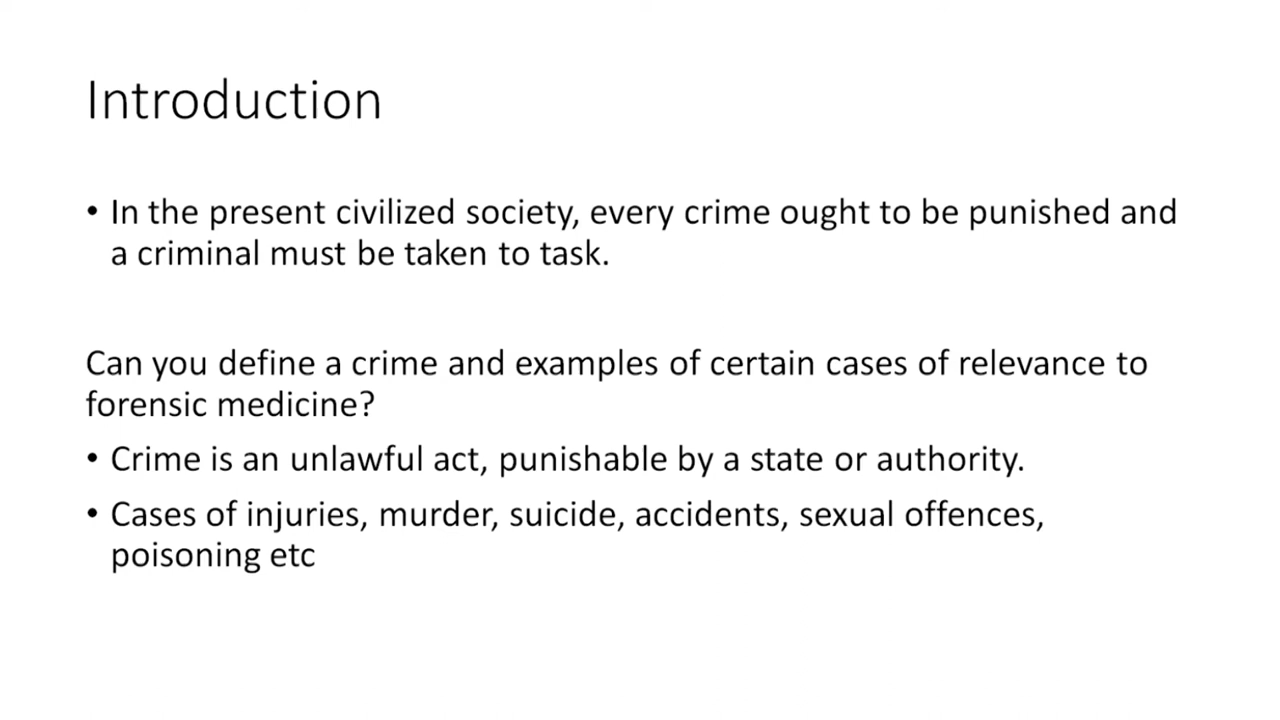 Introduction
• In the present civilized society, every crime ought to be punished and
a criminal must be taken to task.
Can you define a crime and examples of certain cases of relevance to
forensic medicine?
• Crime is an unlawful act, punishable by a state or authority.
• Cases of injuries, murder, suicide, accidents, sexual offences,
poisoning etc